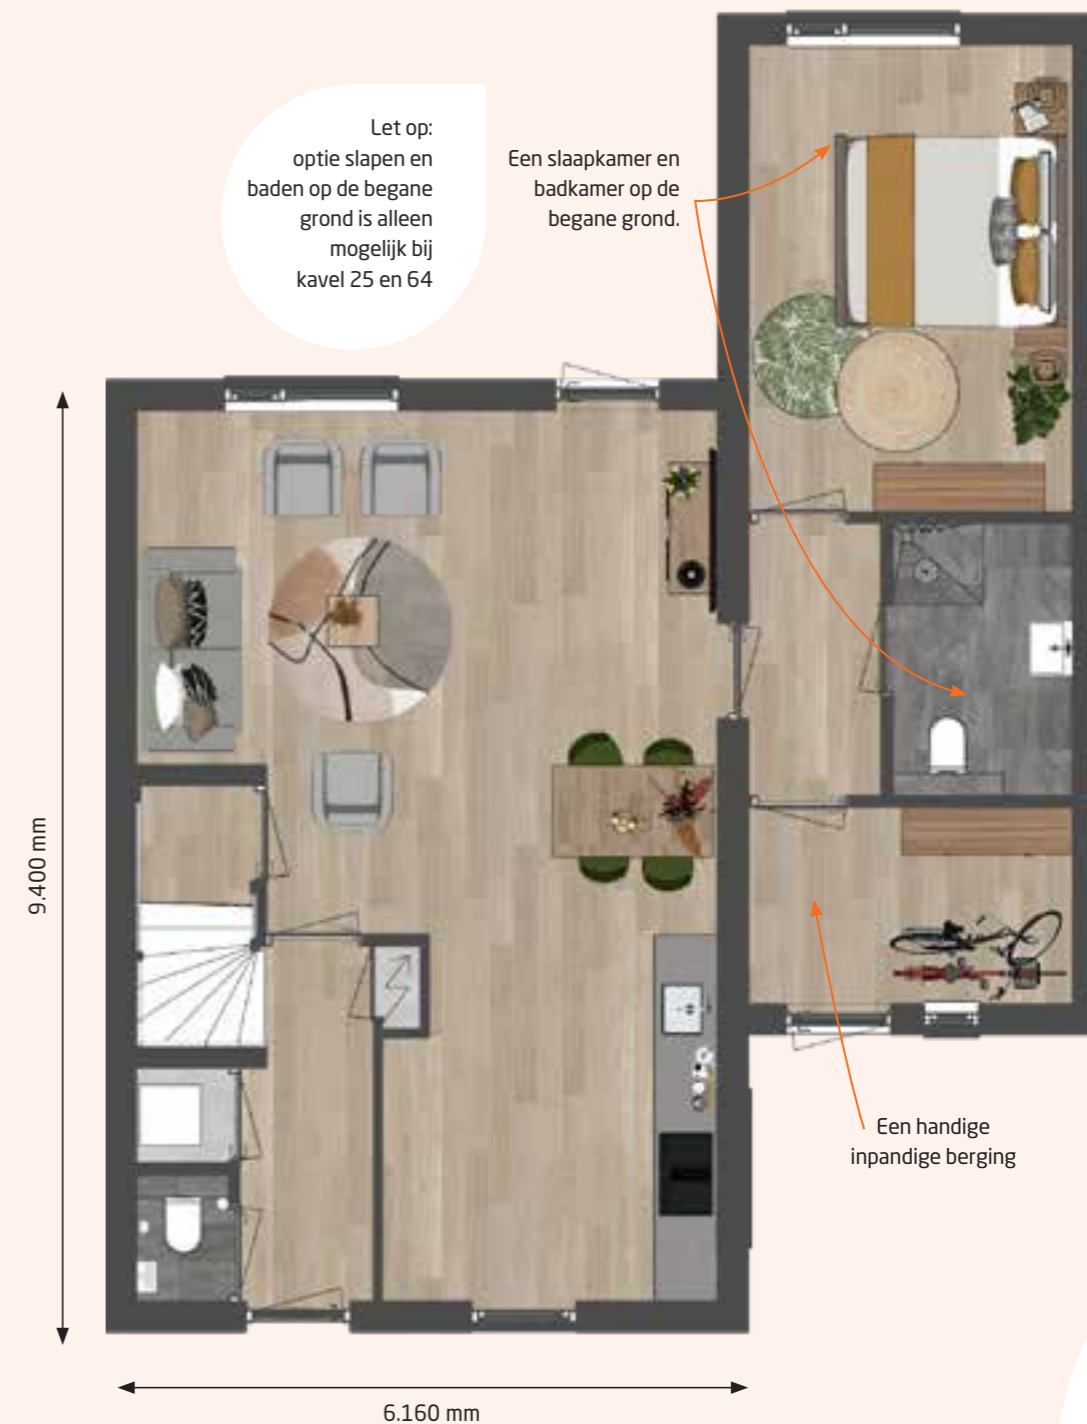 Let op:
optie slapen en
baden op de begane
grond is alleen
mogelijk bij
kavel 25 en 64
Een slaapkamer en
badkamer op de
begane grond.
9.400 mm
Een handige
inpandige berging
6.160 mm